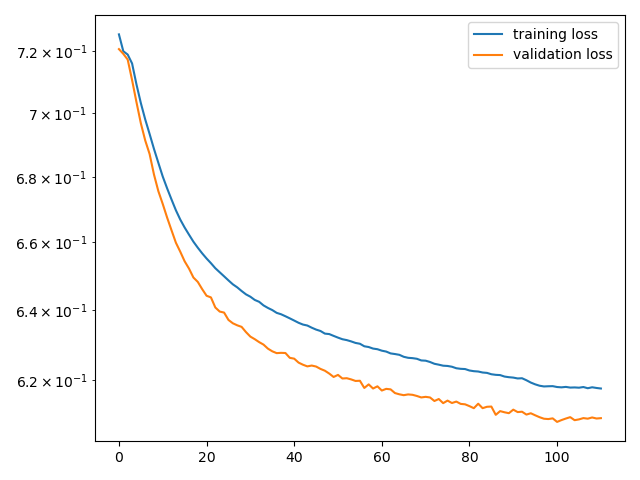 training loss
validation loss
7.2 × 10⁻¹
7 × 10⁻¹
6.8 × 10⁻¹
6.6 × 10⁻¹
6.4 × 10⁻¹
6.2 × 10⁻¹
0 20 40 60 80 100